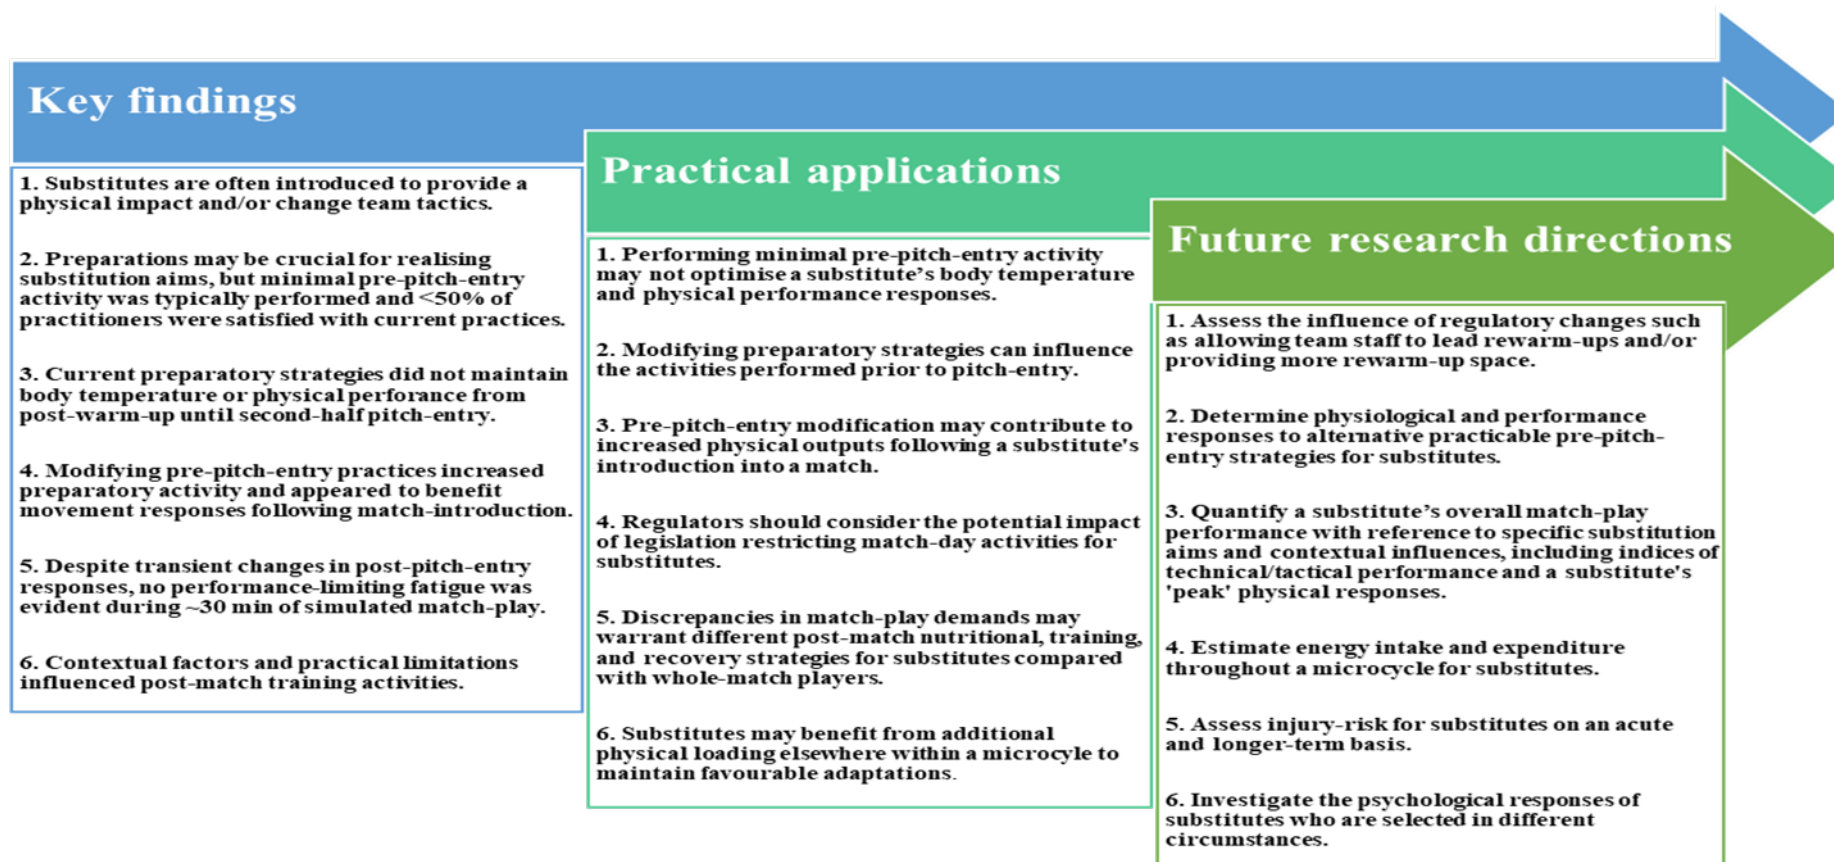 Key findings
1. Substitutes are often introduced to provide a
physical impact and/or change team tactics.
2. Preparations may be crucial for realising
substitution aims, but minimal pre-pitch-entry
activity was typically performed and <50% of
practitioners were satisfied with current practices.
3. Current preparatory strategies did not maintain
body temperature or physical perforance from
post-warm-up until second-half pitch-entry.
4. Modifying pre-pitch-entry practices increased
preparatory activity and appeared to benefit
movement responses following match-introduction.
5. Despite transient changes in post-pitch-entry
responses, no performance-limiting fatigue was
evident during ~30 min of simulated match-play.
6. Contextual factors and practical limitations
influenced post-match training activities.
Practical applications
1. Performing minimal pre-pitch-entry activity
may not optimise a substitute’s body temperature
and physical performance responses.
2. Modifying preparatory strategies can influence
the activities performed prior to pitch-entry.
3. Pre-pitch-entry modification may contribute to
increased physical outputs following a substitute's
introduction into a match.
4. Regulators should consider the potential impact
of legislation restricting match-day activities for
substitutes.
5. Discrepancies in match-play demands may
warrant different post-match nutritional, training,
and recovery strategies for substitutes compared
with whole-match players.
6. Substitutes may benefit from additional
physical loading elsewhere within a microcyle to
maintain favourable adaptations.
Future research directions
1. Assess the influence of regulatory changes such
as allowing team staff to lead rewarm-ups and/or
providing more rewarm-up space.
2. Determine physiological and performance
responses to alternative practicable pre-pitch-
entry strategies for substitutes.
3. Quantify a substitute’s overall match-play
performance with reference to specific substitution
aims and contextual influences, including indices of
technical/tactical performance and a substitute's
'peak' physical responses.
4. Estimate energy intake and expenditure
throughout a microcycle for substitutes.
5. Assess injury-risk for substitutes on an acute
and longer-term basis.
6. Investigate the psychological responses of
substitutes who are selected in different
circumstances.